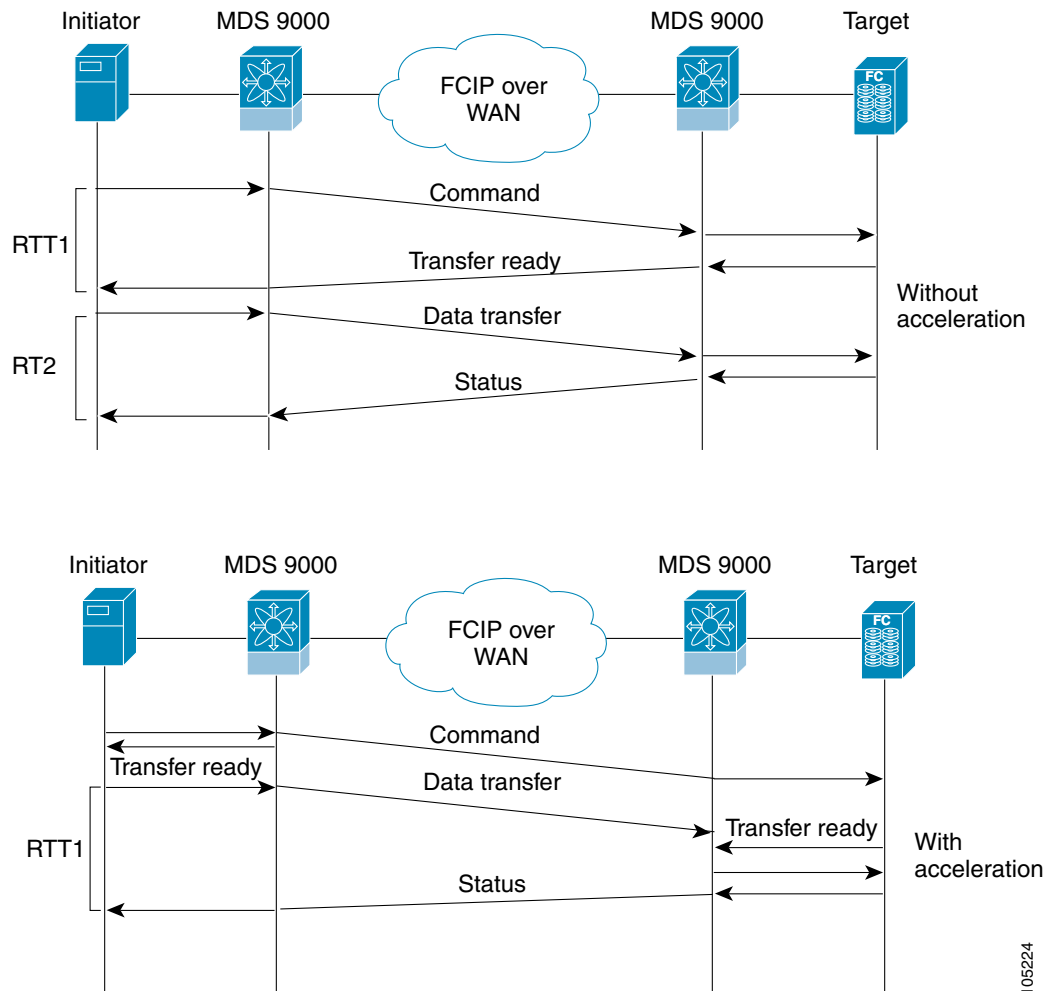 Initiator
MDS 9000
MDS 9000
Target
FC
FCIP over
WAN
Command
RTT1
Transfer ready
Without
acceleration
Data transfer
RT2
Status
Initiator
MDS 9000
MDS 9000
Target
FC
FCIP over
WAN
Command
Transfer ready
Data transfer
Transfer ready
With
acceleration
RTT1
Status
105224